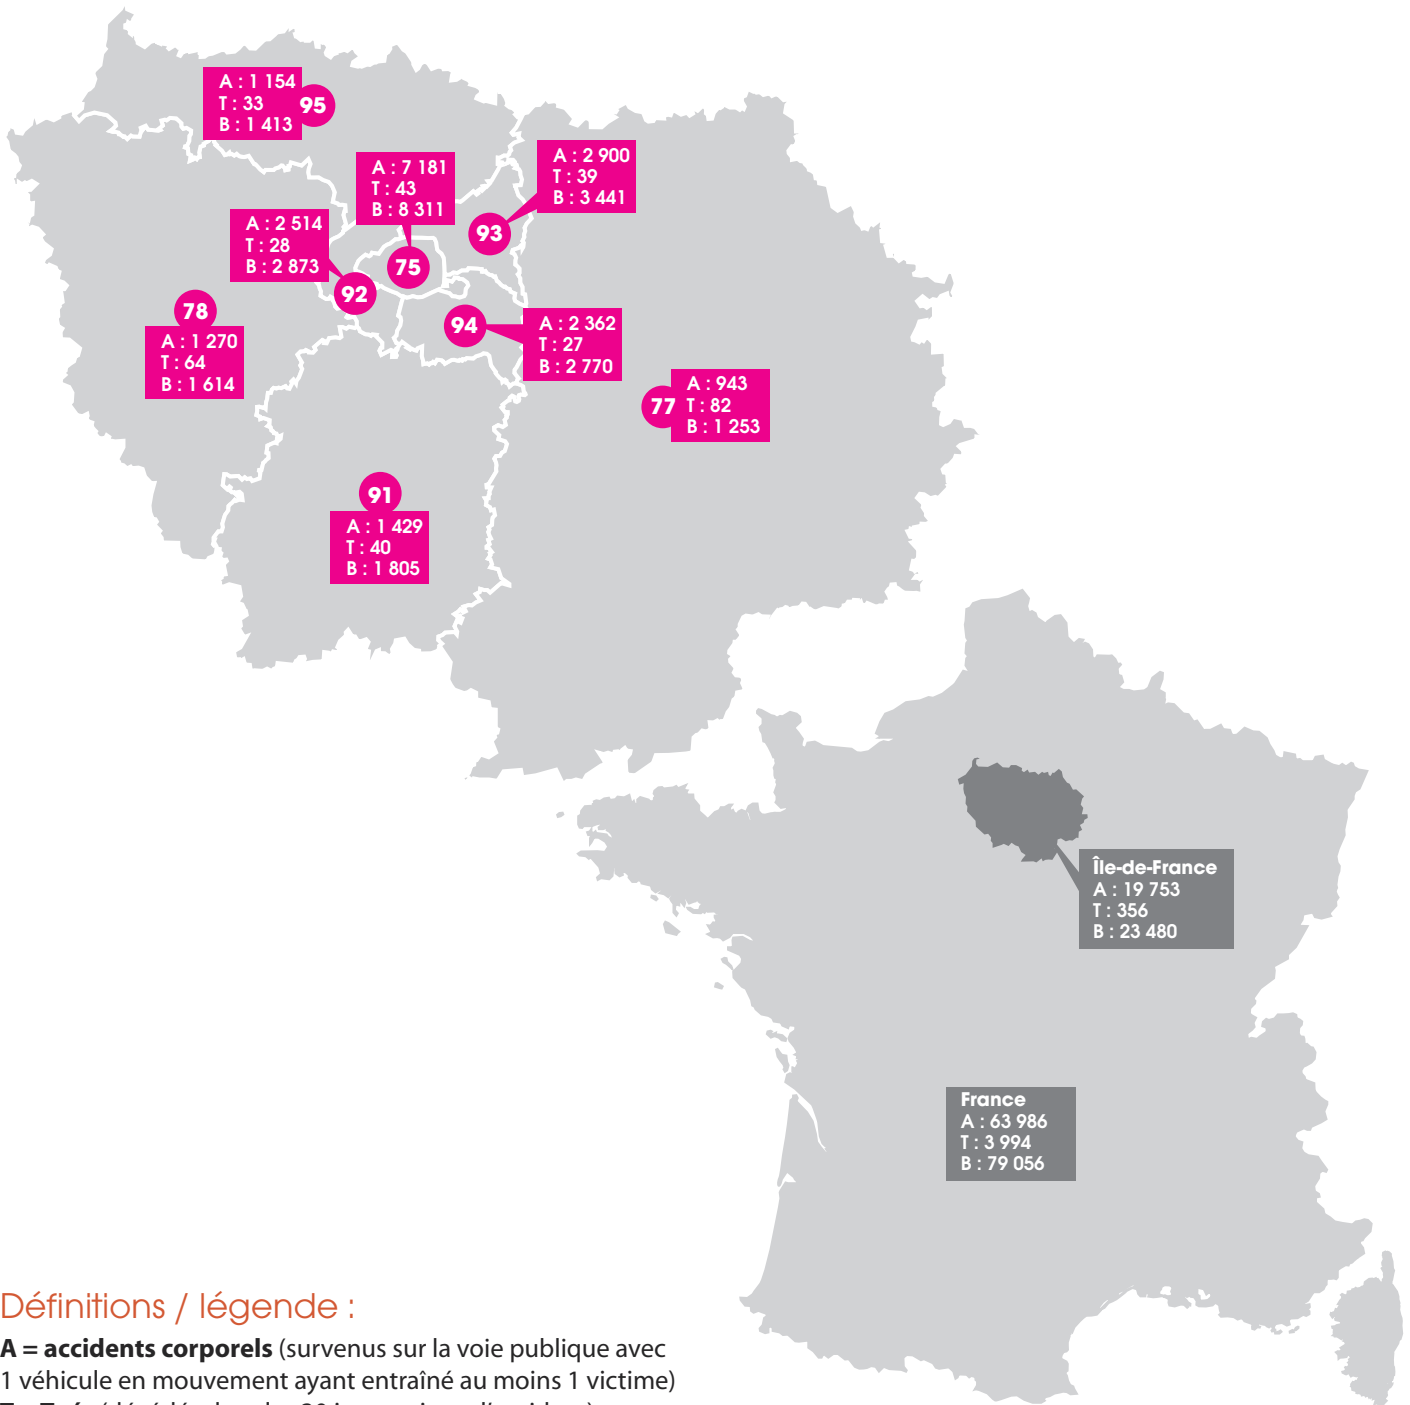 A : 1 154
T : 33
B : 1 413
95
A : 7 181
T : 43
B : 8 311
75
A : 2 900
T : 39
B : 3 441
93
A : 2 514
T : 28
B : 2 873
92
78
A : 1 270
T : 64
B : 1 614
94
A : 2 362
T : 27
B : 2 770
77
A : 943
T : 82
B : 1 253
91
A : 1 429
T : 40
B : 1 805
Île-de-France
A : 19 753
T : 356
B : 23 480
France
A : 63 986
T : 3 994
B : 79 056
Définitions / légende :
A = accidents corporels (survenus sur la voie publique avec
1 véhicule en mouvement ayant entraîné au moins 1 victime)